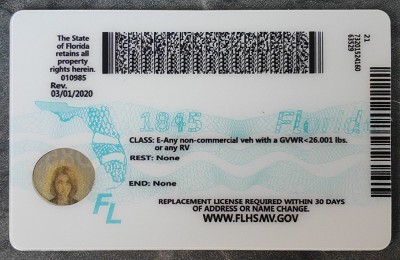 The State
of Florida
retains all
property
rights herein.
010985
Rev.
03/01/2020
21
73201524160
63529
1845 Florida
CLASS: E-Any non-commercial veh with a GVWR<26.001 lbs.
or any RV
REST: None
END: None
FL
REPLACEMENT LICENSE REQUIRED WITHIN 30 DAYS
OF ADDRESS OR NAME CHANGE.
WWW.FLHSMV.GOV